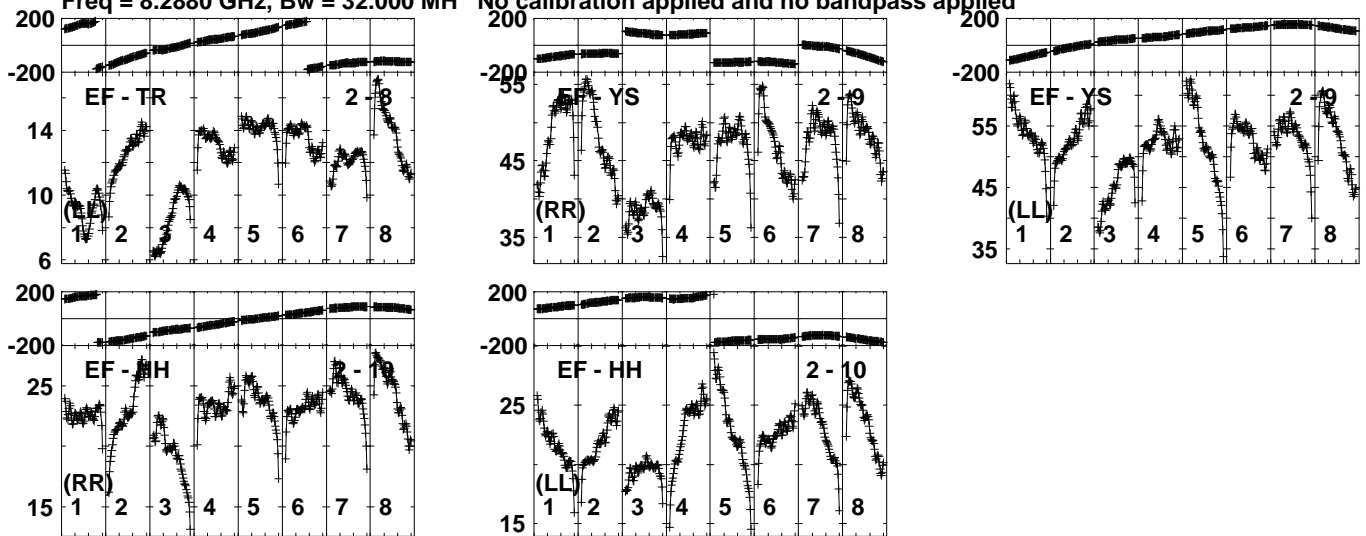 Freq = 8.2880 GHz, Bw = 32.000 MH No calibration applied and no bandpass applied
200
-200
EF - TR 2 - 8
14
10
6
(LL)
1 2 3 4 5 6 7 8
200
-200
55
EF - YS 2 - 9
45
35
(RR)
1 2 3 4 5 6 7 8
200
-200
EF - YS 2 - 9
55
45
35
(LL)
1 2 3 4 5 6 7 8
200
-200
EF - HH 2 - 10
25
15
(RR)
1 2 3 4 5 6 7 8
200
-200
EF - HH 2 - 10
25
15
(LL)
1 2 3 4 5 6 7 8